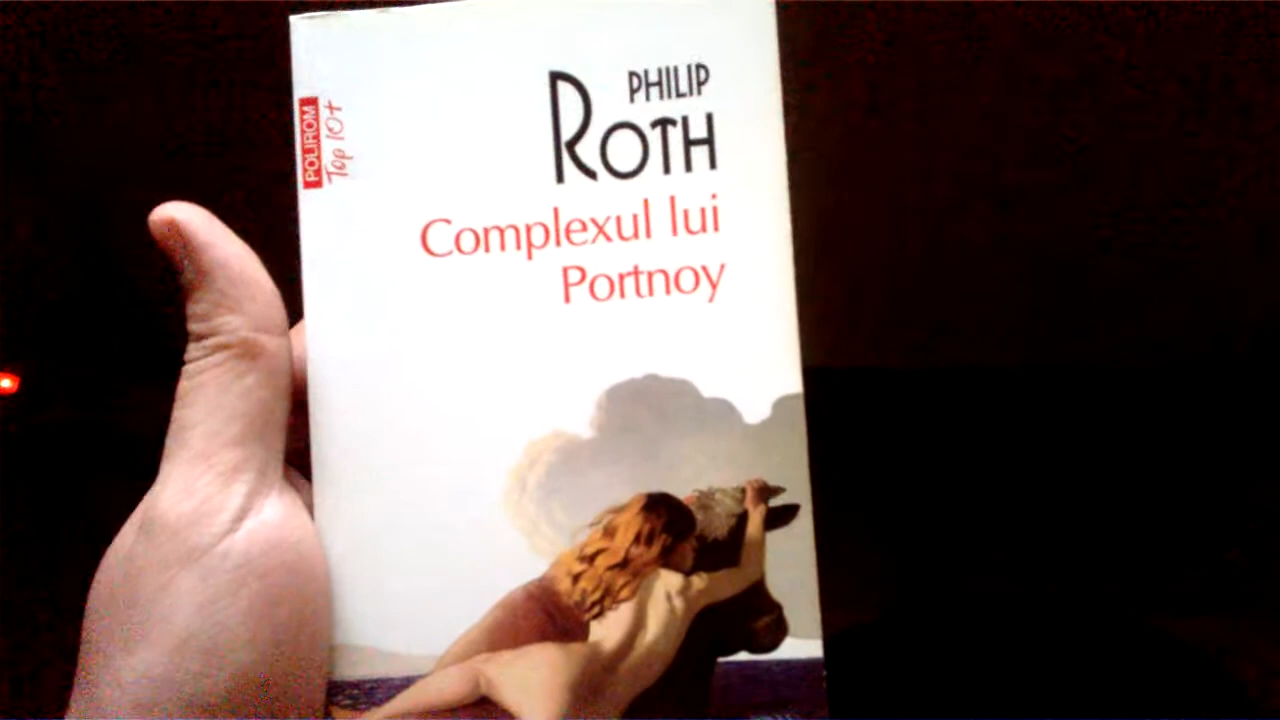 PHILIP
ROTH
Complexul lui
Portnoy
POLIROM
Top 10+